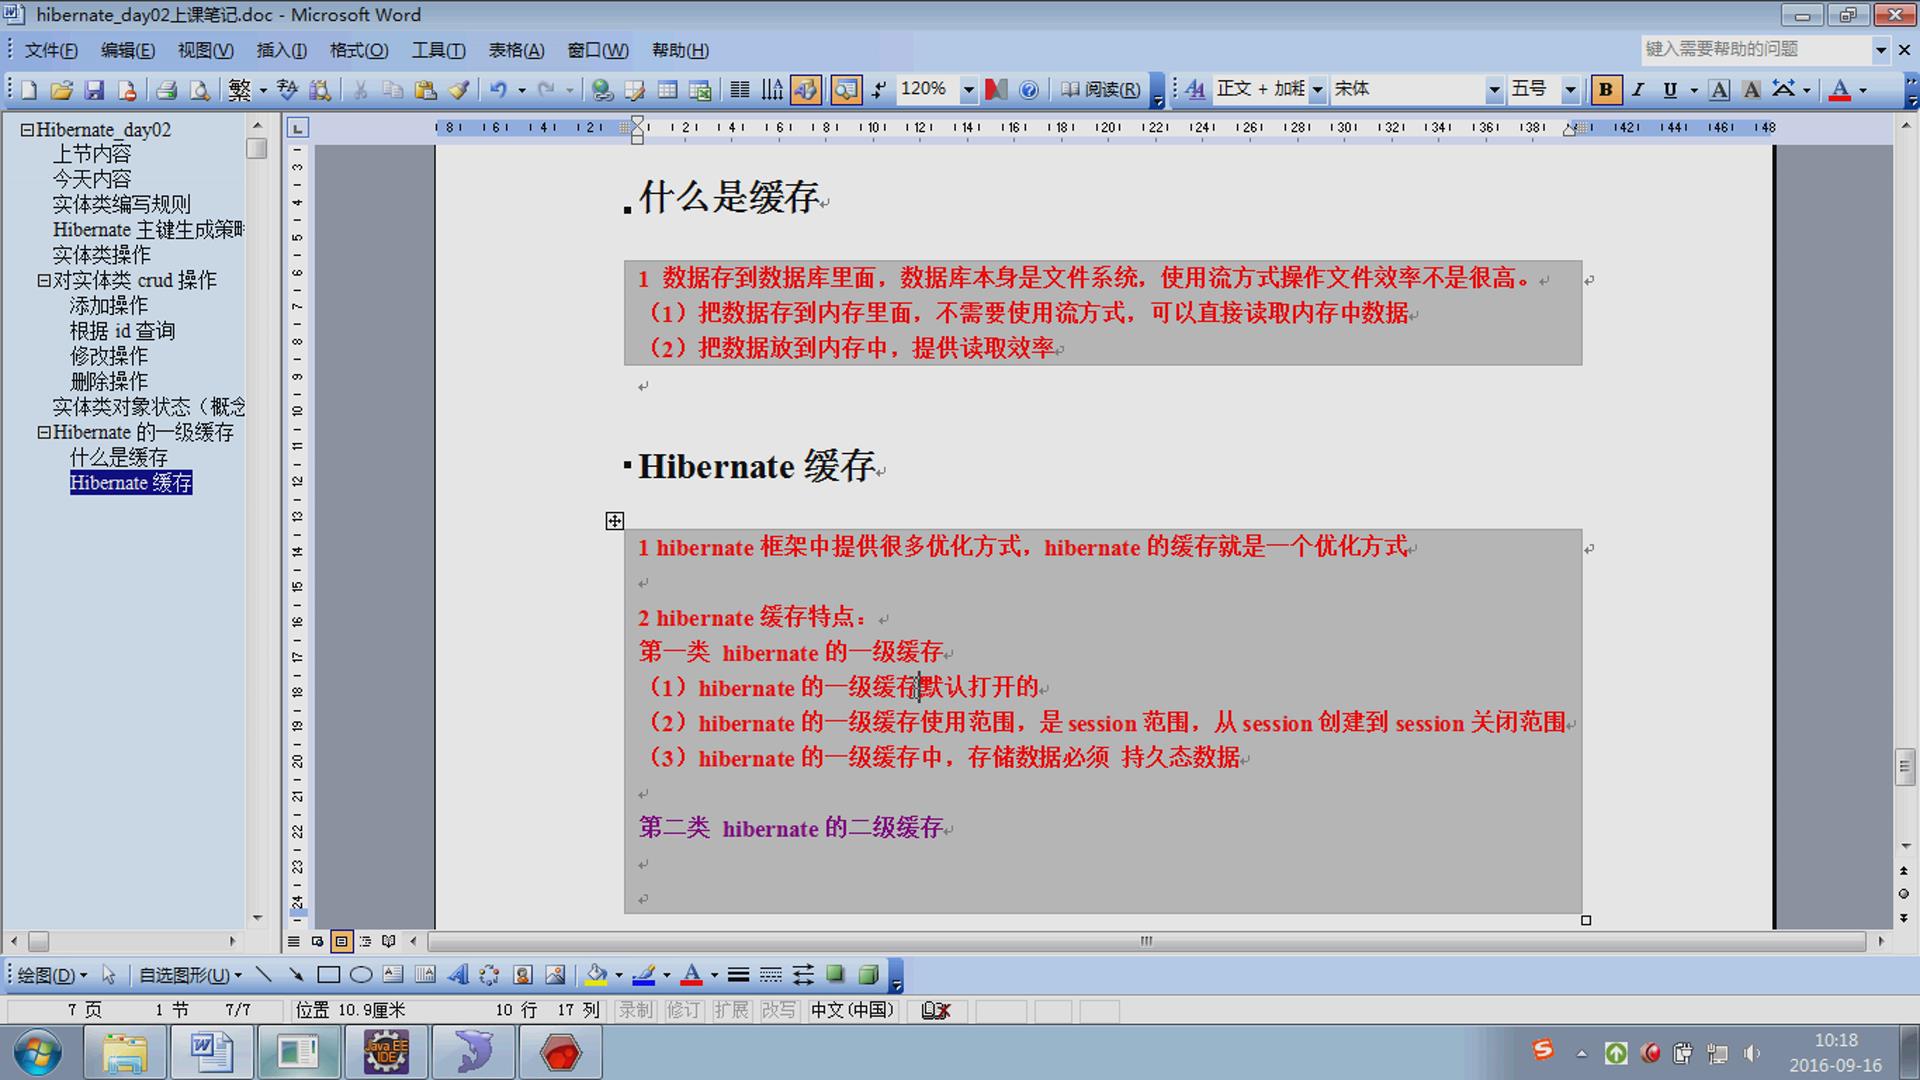 hibernate_day02上课笔记.doc - Microsoft Word
文件(F) 编辑(E) 视图(V) 插入(I) 格式(O) 工具(T) 表格(A) 窗口(W) 帮助(H)
键入需要帮助的问题
繁 120% 阅读(R) 正文 + 加粗 宋体 五号 B I U A A A
Hibernate_day02
上节内容
今天内容
实体类编写规则
Hibernate 主键生成策略
实体类操作
对实体类 crud 操作
添加操作
根据 id 查询
修改操作
删除操作
实体类对象状态（概念
Hibernate 的一级缓存
什么是缓存
Hibernate 缓存
什么是缓存
1 数据存到数据库里面，数据库本身是文件系统，使用流方式操作文件效率不是很高。
（1）把数据存到内存里面，不需要使用流方式，可以直接读取内存中数据
（2）把数据放到内存中，提供读取效率
Hibernate 缓存
1 hibernate 框架中提供很多优化方式，hibernate 的缓存就是一个优化方式
2 hibernate 缓存特点：
第一类 hibernate 的一级缓存
（1）hibernate 的一级缓存默认打开的
（2）hibernate 的一级缓存使用范围，是 session 范围，从 session 创建到 session 关闭范围
（3）hibernate 的一级缓存中，存储数据必须 持久态数据
第二类 hibernate 的二级缓存
绘图(D) 自选图形(U)
7 页 1 节 7/7 位置 10.9厘米 10 行 17 列 录制 修订 扩展 改写 中文(中国)
Java EE
IDE
10:18
2016-09-16